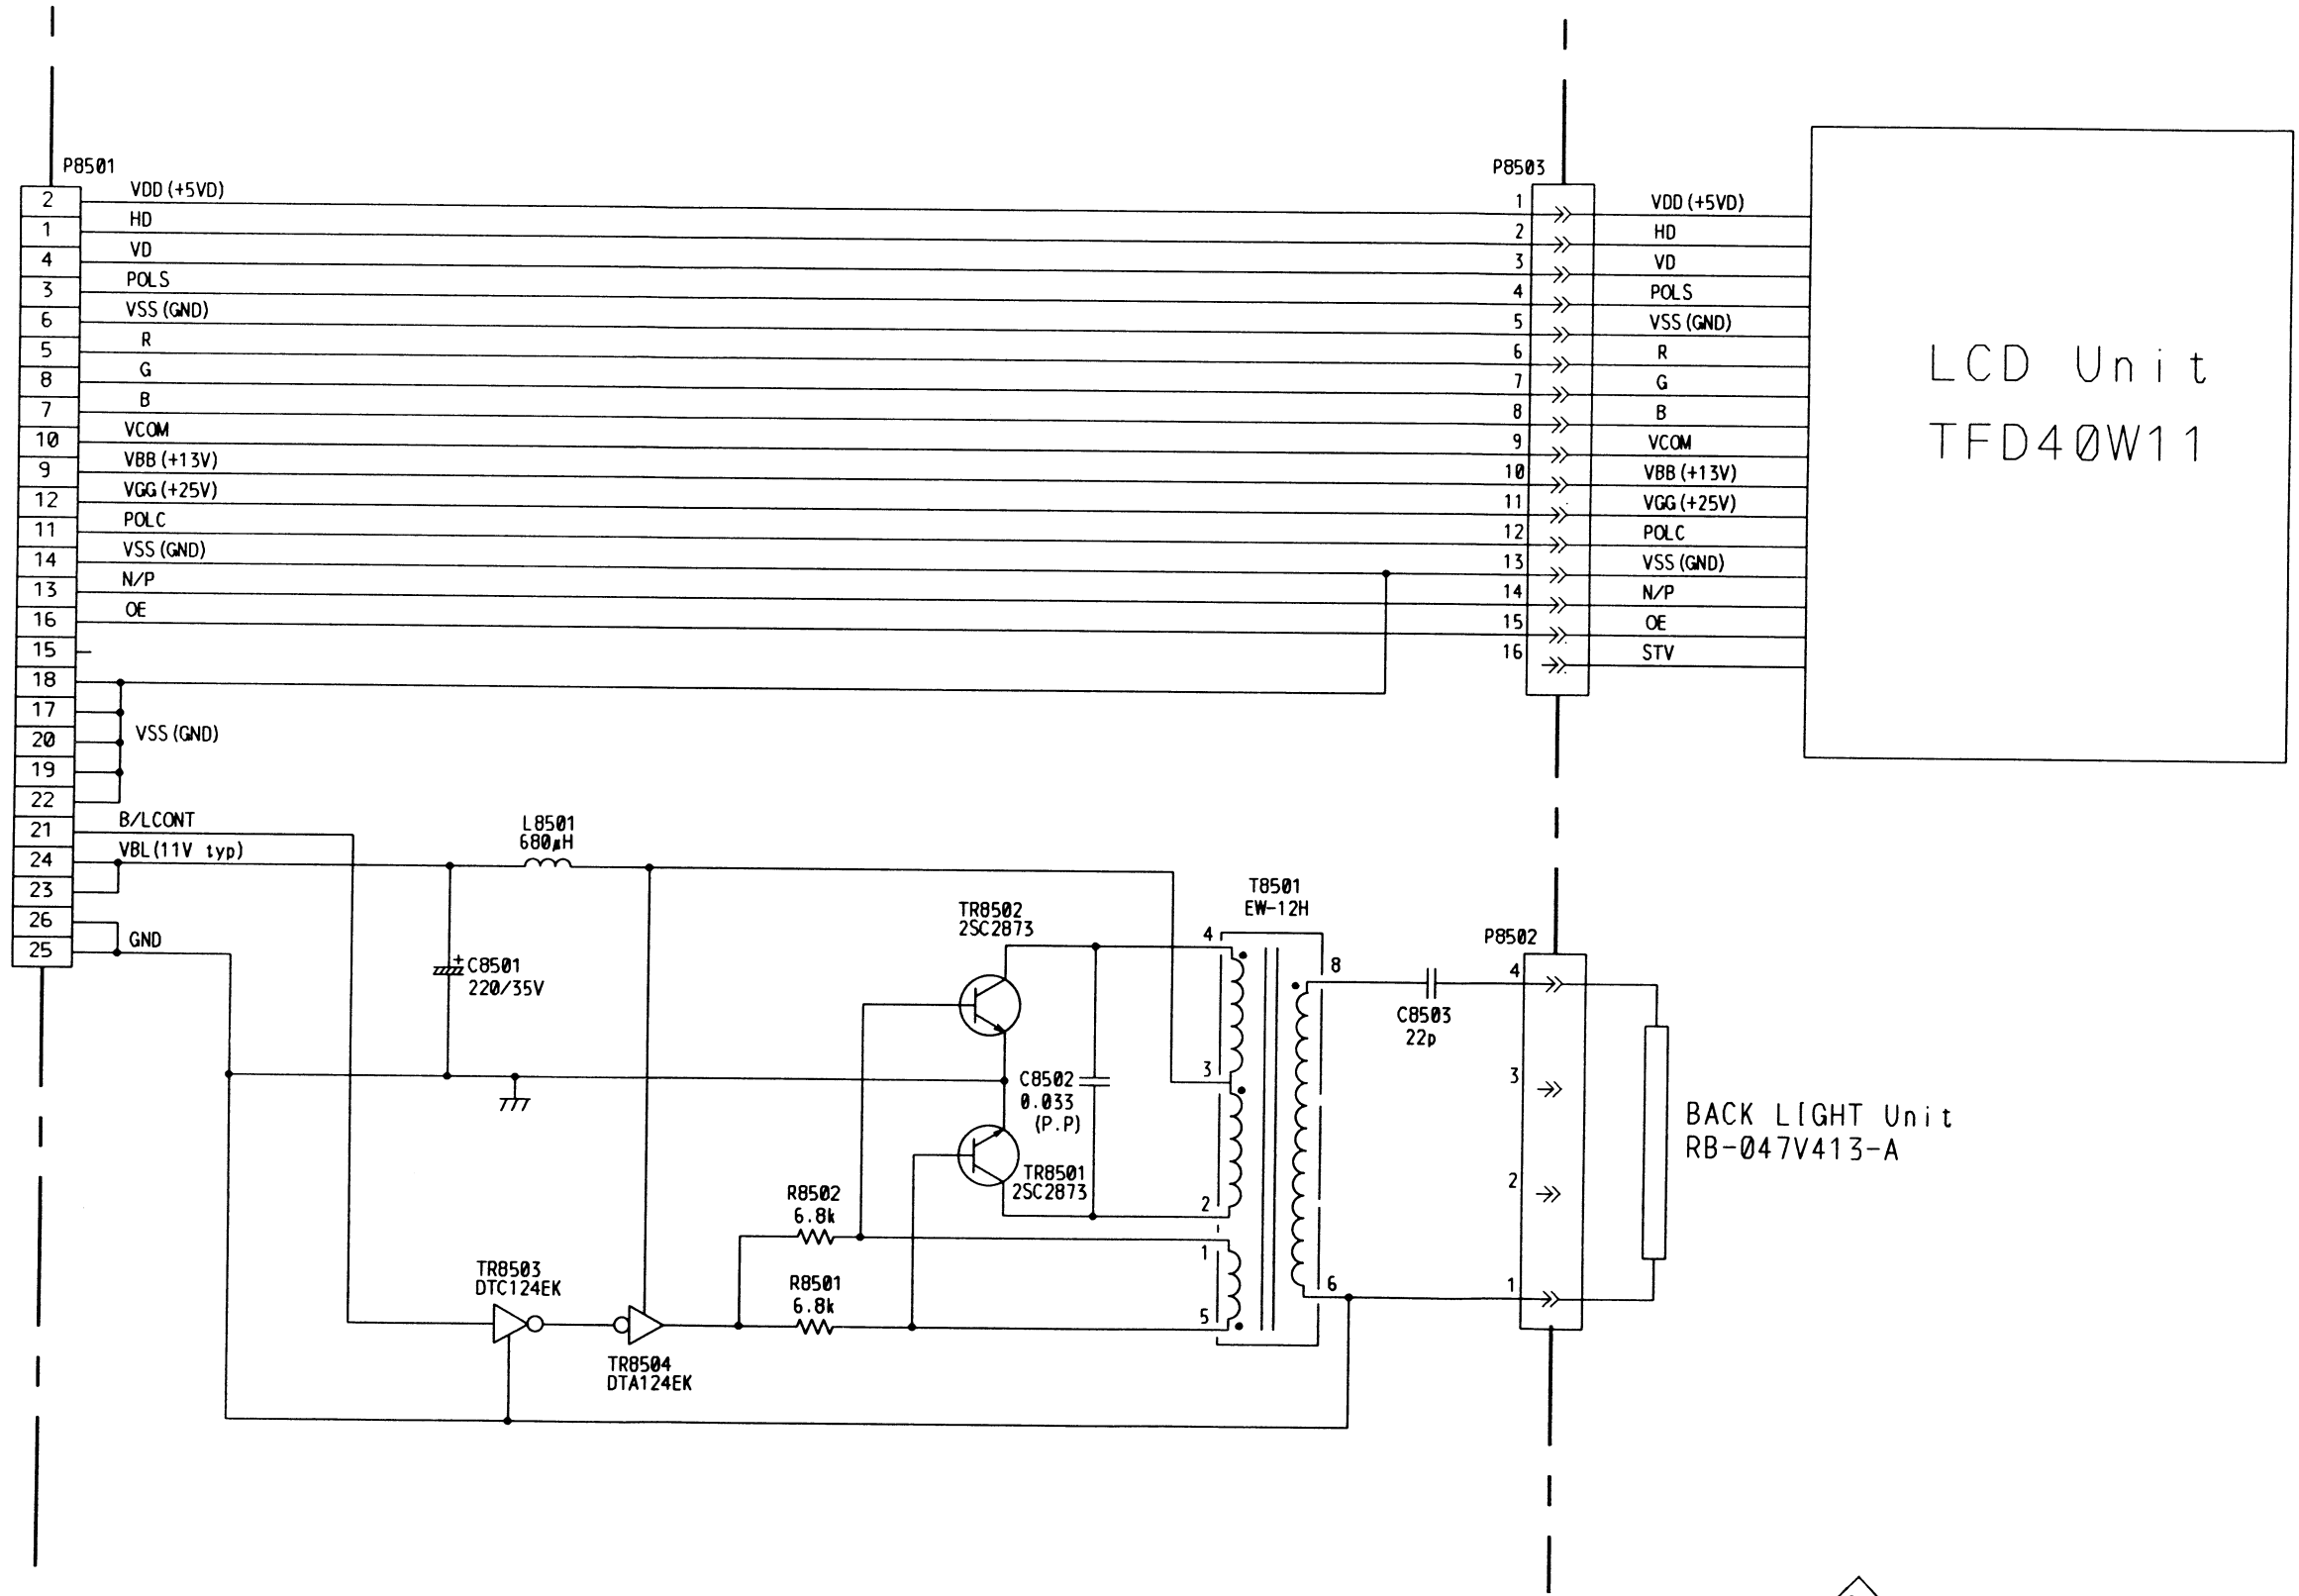 P8501
2 VDD (+5VD)
1 HD
4 VD
3 POLS
6 VSS (GND)
5 R
8 G
7 B
10 VCOM
9 VBB (+13V)
12 VGG (+25V)
11 POLC
14 VSS (GND)
13 N/P
16 OE
15
18
17
20 VSS (GND)
19
22
21 B/LCONT
24 VBL (11V typ)
23
26
25 GND
P8503
1 VDD (+5VD)
2 HD
3 VD
4 POLS
5 VSS (GND)
6 R
7 G
8 B
9 VCOM
10 VBB (+13V)
11 VGG (+25V)
12 POLC
13 VSS (GND)
14 N/P
15 OE
16 STV
LCD Unit
TFD40W11
L8501
680μH
C8501
220/35V
TR8502
2SC2873
C8502
0.033
(P.P)
TR8501
2SC2873
R8502
6.8k
R8501
6.8k
TR8503
DTC124EK
TR8504
DTA124EK
T8501
EW-12H
4
3
2
1
5
8
6
C8503
22p
P8502
4
3
2
1
BACK LIGHT Unit
RB-047V413-A